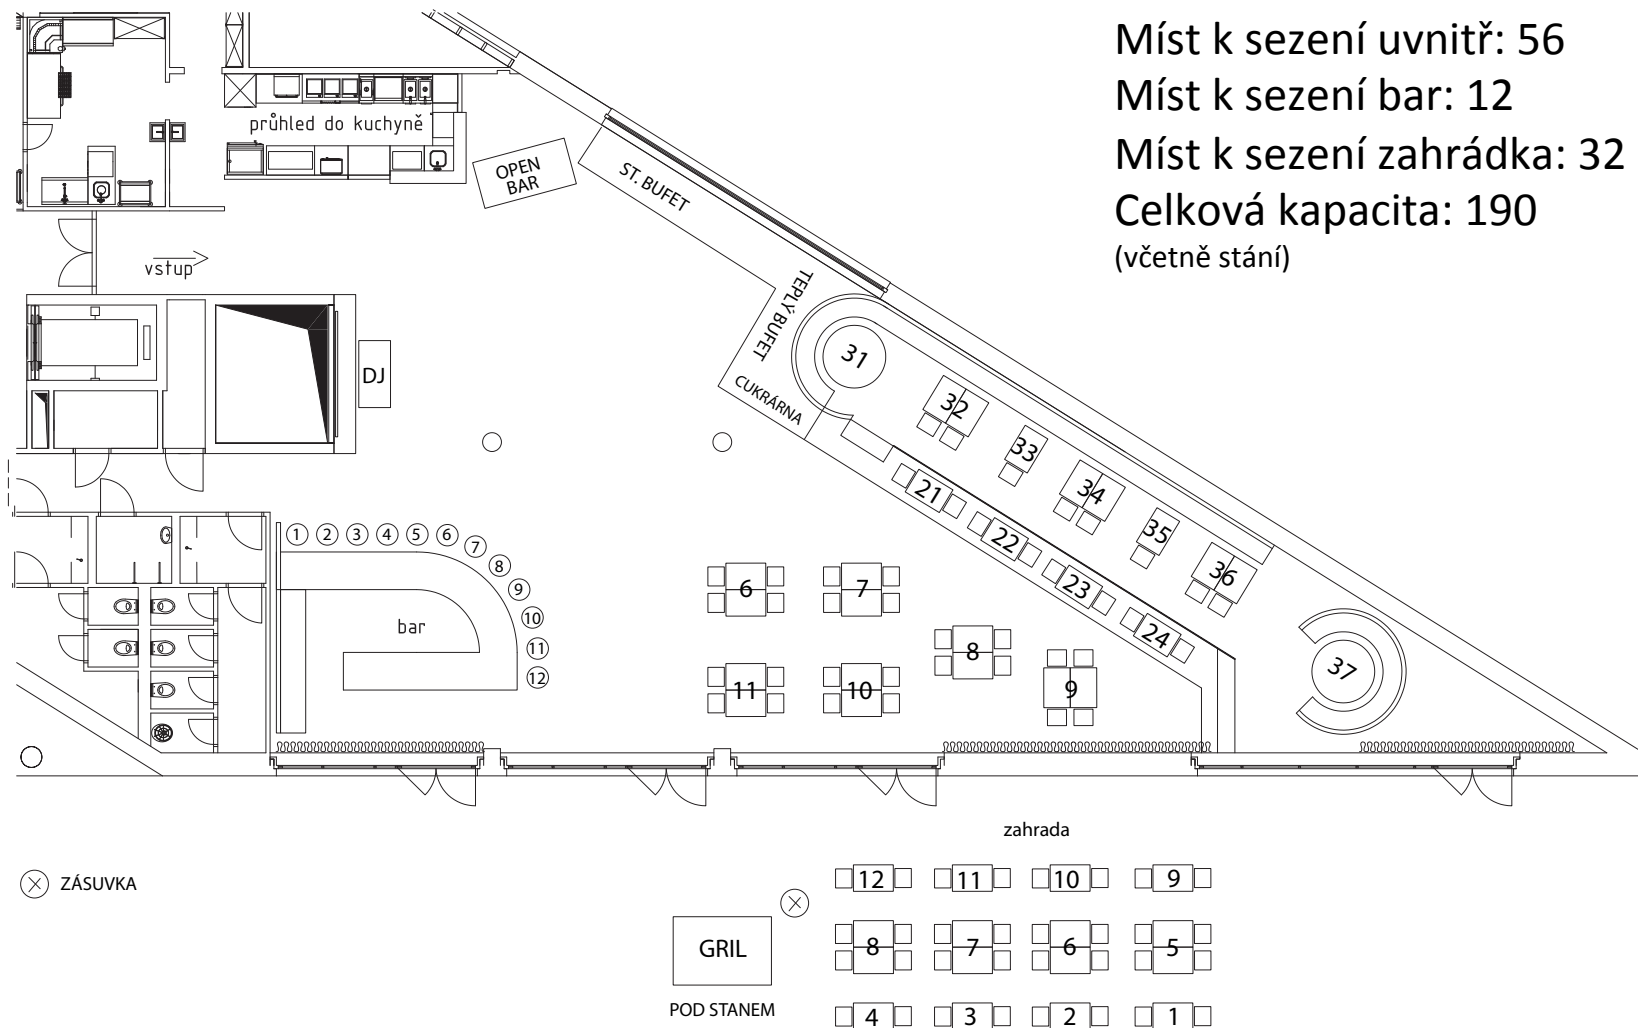 Míst k sezení uvnitř: 56
Míst k sezení bar: 12
Míst k sezení zahrádka: 32
Celková kapacita: 190
(včetně stání)
průhled do kuchyně
OPEN
BAR
ST. BUFET
vstup
TEPLÝ BUFET
CUKRÁRNA
DJ
31
32
33
34
35
36
37
21
22
23
24
1 2 3 4 5 6
7
8
9
10
11
12
bar
6 7
8
11 10 9
zahrada
ZÁSUVKA
12 11 10 9
GRIL
8 7 6 5
POD STANEM
4 3 2 1